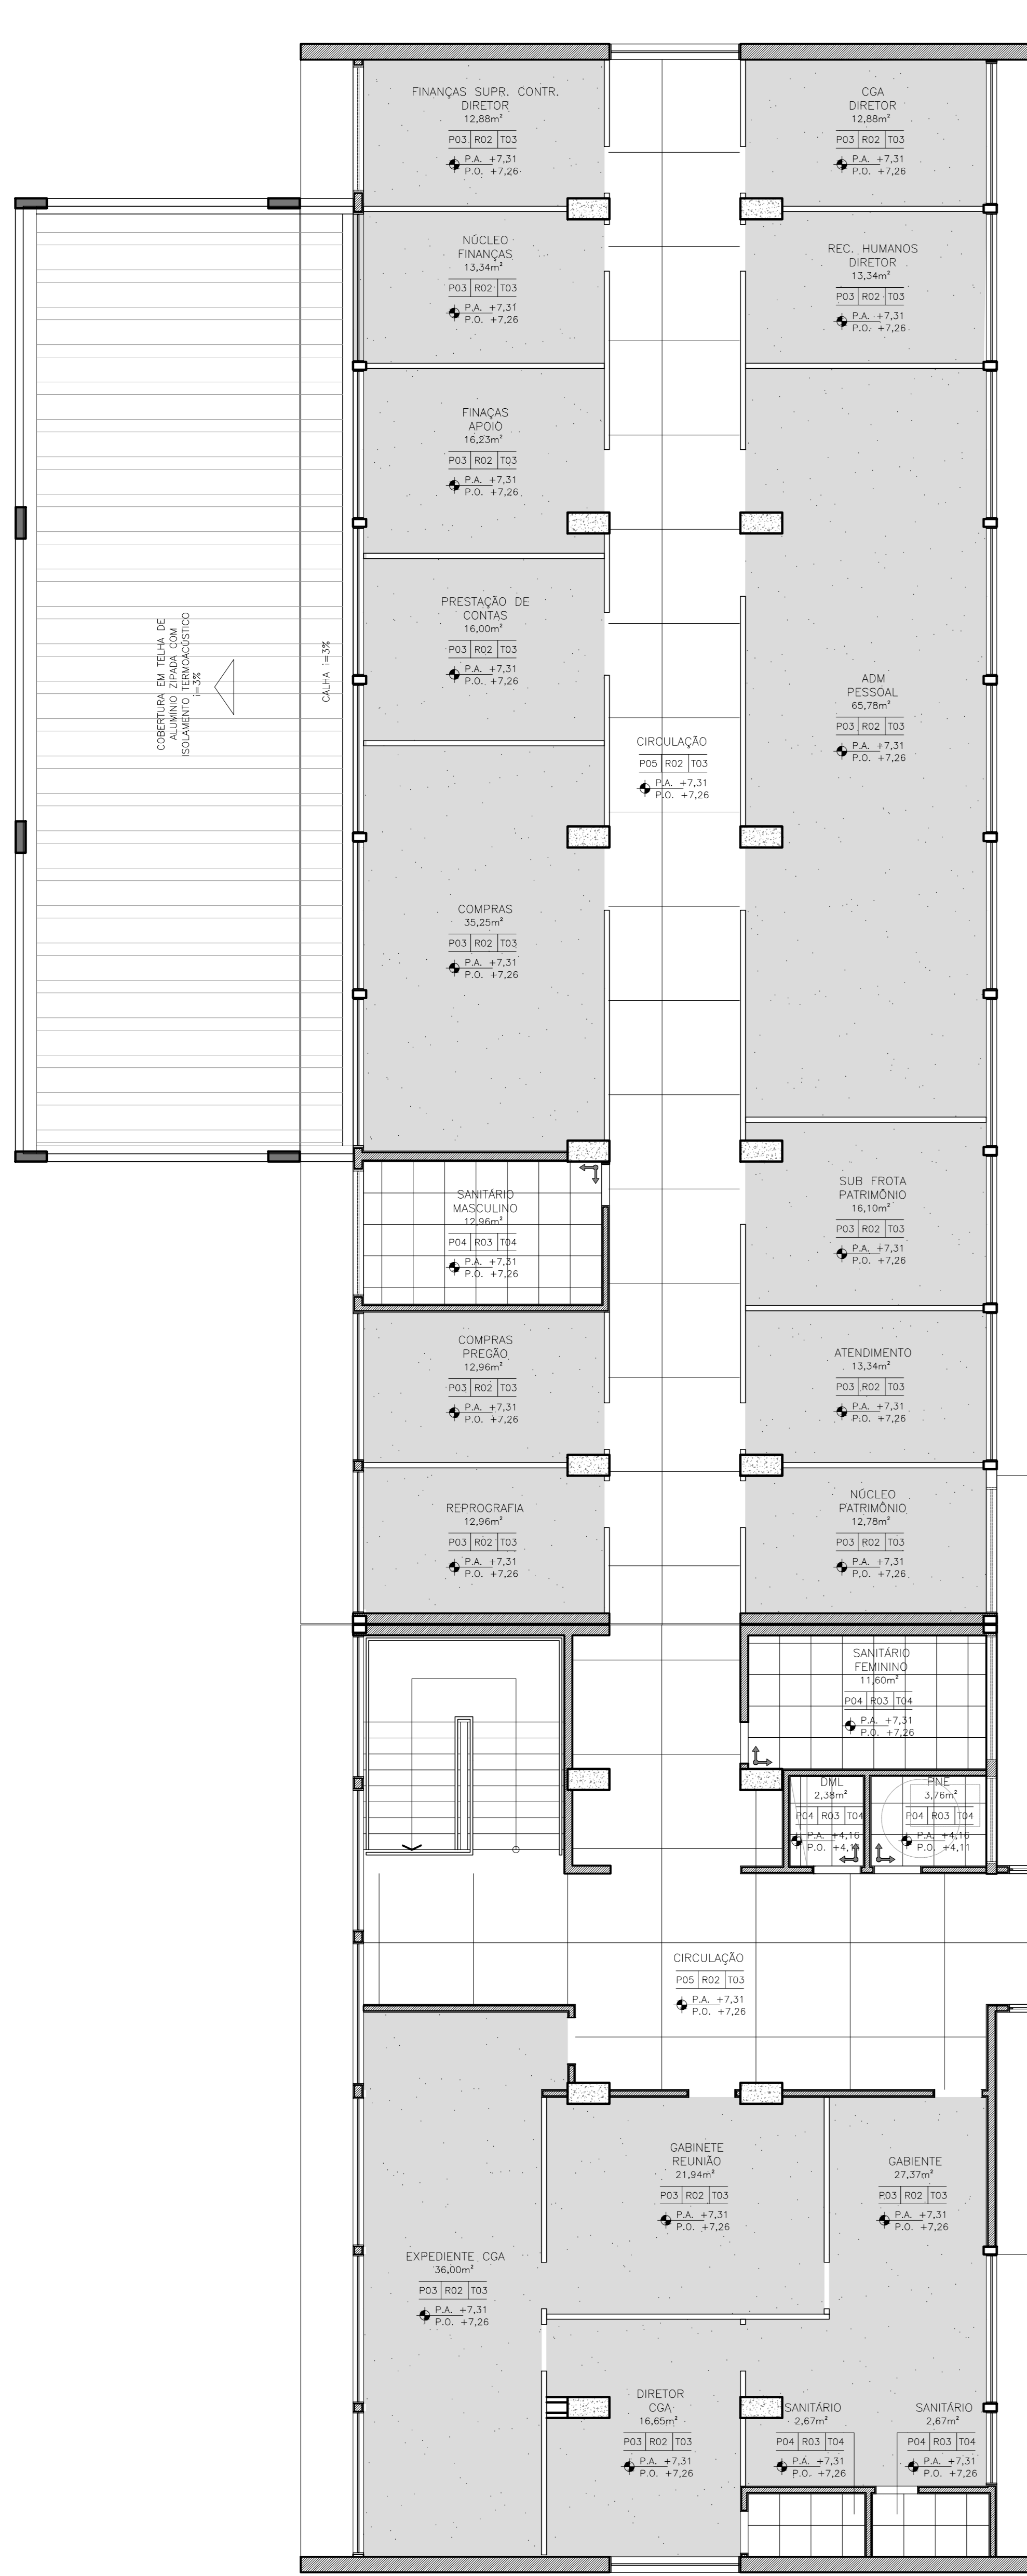 FINANÇAS SUPR. CONTR.
DIRETOR
12,88m²
P03 R02 T03
P.A. +7,31
P.O. +7,26
CGA
DIRETOR
12,88m²
P03 R02 T03
P.A. +7,31
P.O. +7,26
NÚCLEO
FINANÇAS
13,34m²
P03 R02 T03
P.A. +7,31
P.O. +7,26
REC. HUMANOS
DIRETOR
13,34m²
P03 R02 T03
P.A. +7,31
P.O. +7,26
FINAÇAS
APOIO
16,23m²
P03 R02 T03
P.A. +7,31
P.O. +7,26
PRESTAÇÃO DE
CONTAS
16,00m²
P03 R02 T03
P.A. +7,31
P.O. +7,26
COBERTURA EM TELHA DE
ALUMÍNIO ZIPADA COM
ISOLAMENTO TERMOACÚSTICO
i=3%
CALHA i=3%
ADM
PESSOAL
65,78m²
P03 R02 T03
P.A. +7,31
P.O. +7,26
CIRCULAÇÃO
P05 R02 T03
P.A. +7,31
P.O. +7,26
COMPRAS
35,25m²
P03 R02 T03
P.A. +7,31
P.O. +7,26
SANITÁRIO
MASCULINO
12,96m²
P04 R03 T04
P.A. +7,31
P.O. +7,26
SUB FROTA
PATRIMÔNIO
16,10m²
P03 R02 T03
P.A. +7,31
P.O. +7,26
COMPRAS
PREGÃO
12,96m²
P03 R02 T03
P.A. +7,31
P.O. +7,26
ATENDIMENTO
13,34m²
P03 R02 T03
P.A. +7,31
P.O. +7,26
REPROGRAFIA
12,96m²
P03 R02 T03
P.A. +7,31
P.O. +7,26
NÚCLEO
PATRIMÔNIO
12,78m²
P03 R02 T03
P.A. +7,31
P.O. +7,26
SANITÁRIO
FEMININO
11,60m²
P04 R03 T04
P.A. +7,31
P.O. +7,26
DML
2,38m²
P04 R03 T04
P.A. +4,16
P.O. +4,11
PNE
3,76m²
P04 R03 T04
P.A. +4,16
P.O. +4,11
CIRCULAÇÃO
P05 R02 T03
P.A. +7,31
P.O. +7,26
GABINETE
REUNIÃO
21,94m²
P03 R02 T03
P.A. +7,31
P.O. +7,26
GABIENTE
27,37m²
P03 R02 T03
P.A. +7,31
P.O. +7,26
EXPEDIENTE CGA
36,00m²
P03 R02 T03
P.A. +7,31
P.O. +7,26
DIRETOR
CGA
16,65m²
P03 R02 T03
P.A. +7,31
P.O. +7,26
SANITÁRIO
2,67m²
P04 R03 T04
P.A. +7,31
P.O. +7,26
SANITÁRIO
2,67m²
P04 R03 T04
P.A. +7,31
P.O. +7,26